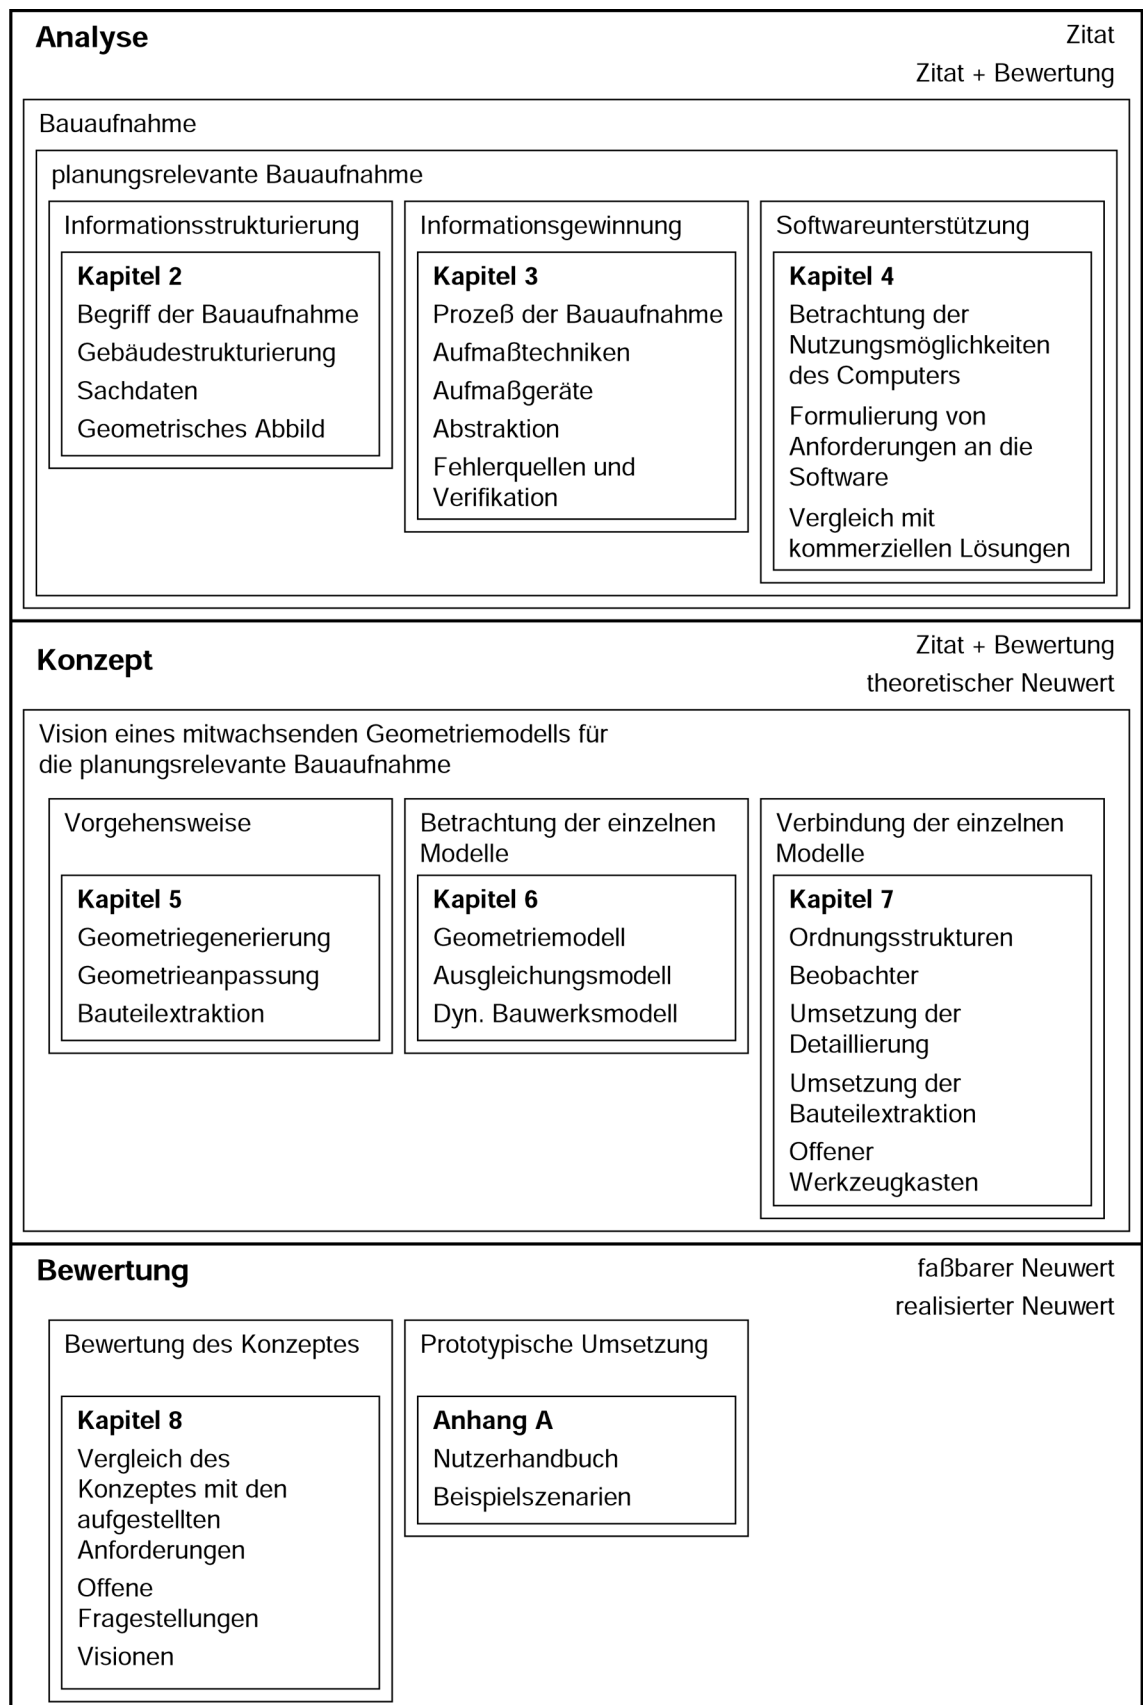 Analyse
Zitat
Zitat + Bewertung
Bauaufnahme
planungsrelevante Bauaufnahme
Informationsstrukturierung
Kapitel 2
Begriff der Bauaufnahme
Gebäudestrukturierung
Sachdaten
Geometrisches Abbild
Informationsgewinnung
Kapitel 3
Prozeß der Bauaufnahme
Aufmaßtechniken
Aufmaßgeräte
Abstraktion
Fehlerquellen und
Verifikation
Softwareunterstützung
Kapitel 4
Betrachtung der
Nutzungsmöglichkeiten
des Computers
Formulierung von
Anforderungen an die
Software
Vergleich mit
kommerziellen Lösungen
Konzept
Zitat + Bewertung
theoretischer Neuwert
Vision eines mitwachsenden Geometriemodells für
die planungsrelevante Bauaufnahme
Vorgehensweise
Kapitel 5
Geometriegenerierung
Geometrieanpassung
Bauteilextraktion
Betrachtung der einzelnen
Modelle
Kapitel 6
Geometriemodell
Ausgleichungsmodell
Dyn. Bauwerksmodell
Verbindung der einzelnen
Modelle
Kapitel 7
Ordnungsstrukturen
Beobachter
Umsetzung der
Detaillierung
Umsetzung der
Bauteilextraktion
Offener
Werkzeugkasten
Bewertung
faßbarer Neuwert
realisierter Neuwert
Bewertung des Konzeptes
Kapitel 8
Vergleich des
Konzeptes mit den
aufgestellten
Anforderungen
Offene
Fragestellungen
Visionen
Prototypische Umsetzung
Anhang A
Nutzerhandbuch
Beispielszenarien